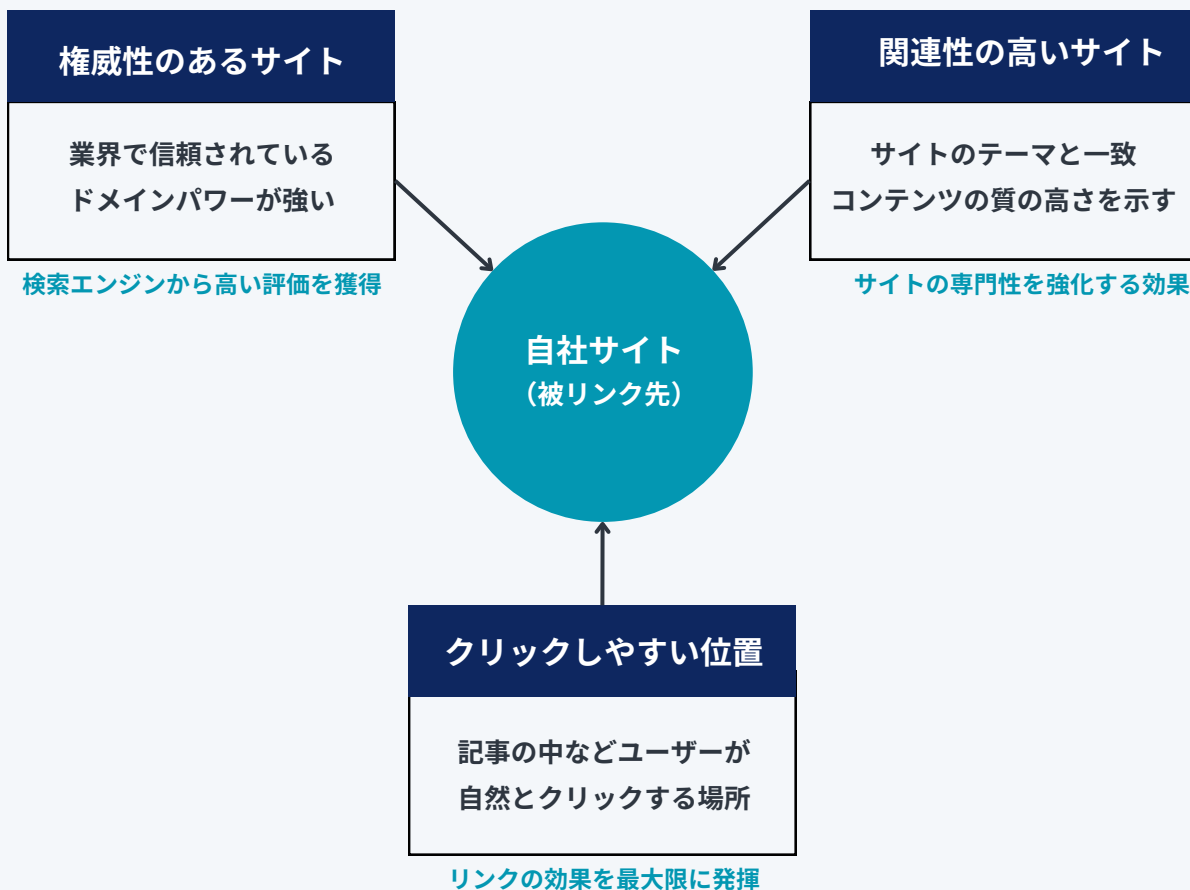 権威性のあるサイト
業界で信頼されている
ドメインパワーが強い
検索エンジンから高い評価を獲得
関連性の高いサイト
サイトのテーマと一致
コンテンツの質の高さを示す
サイトの専門性を強化する効果
自社サイト
（被リンク先）
クリックしやすい位置
記事の中などユーザーが
自然とクリックする場所
リンクの効果を最大限に発揮